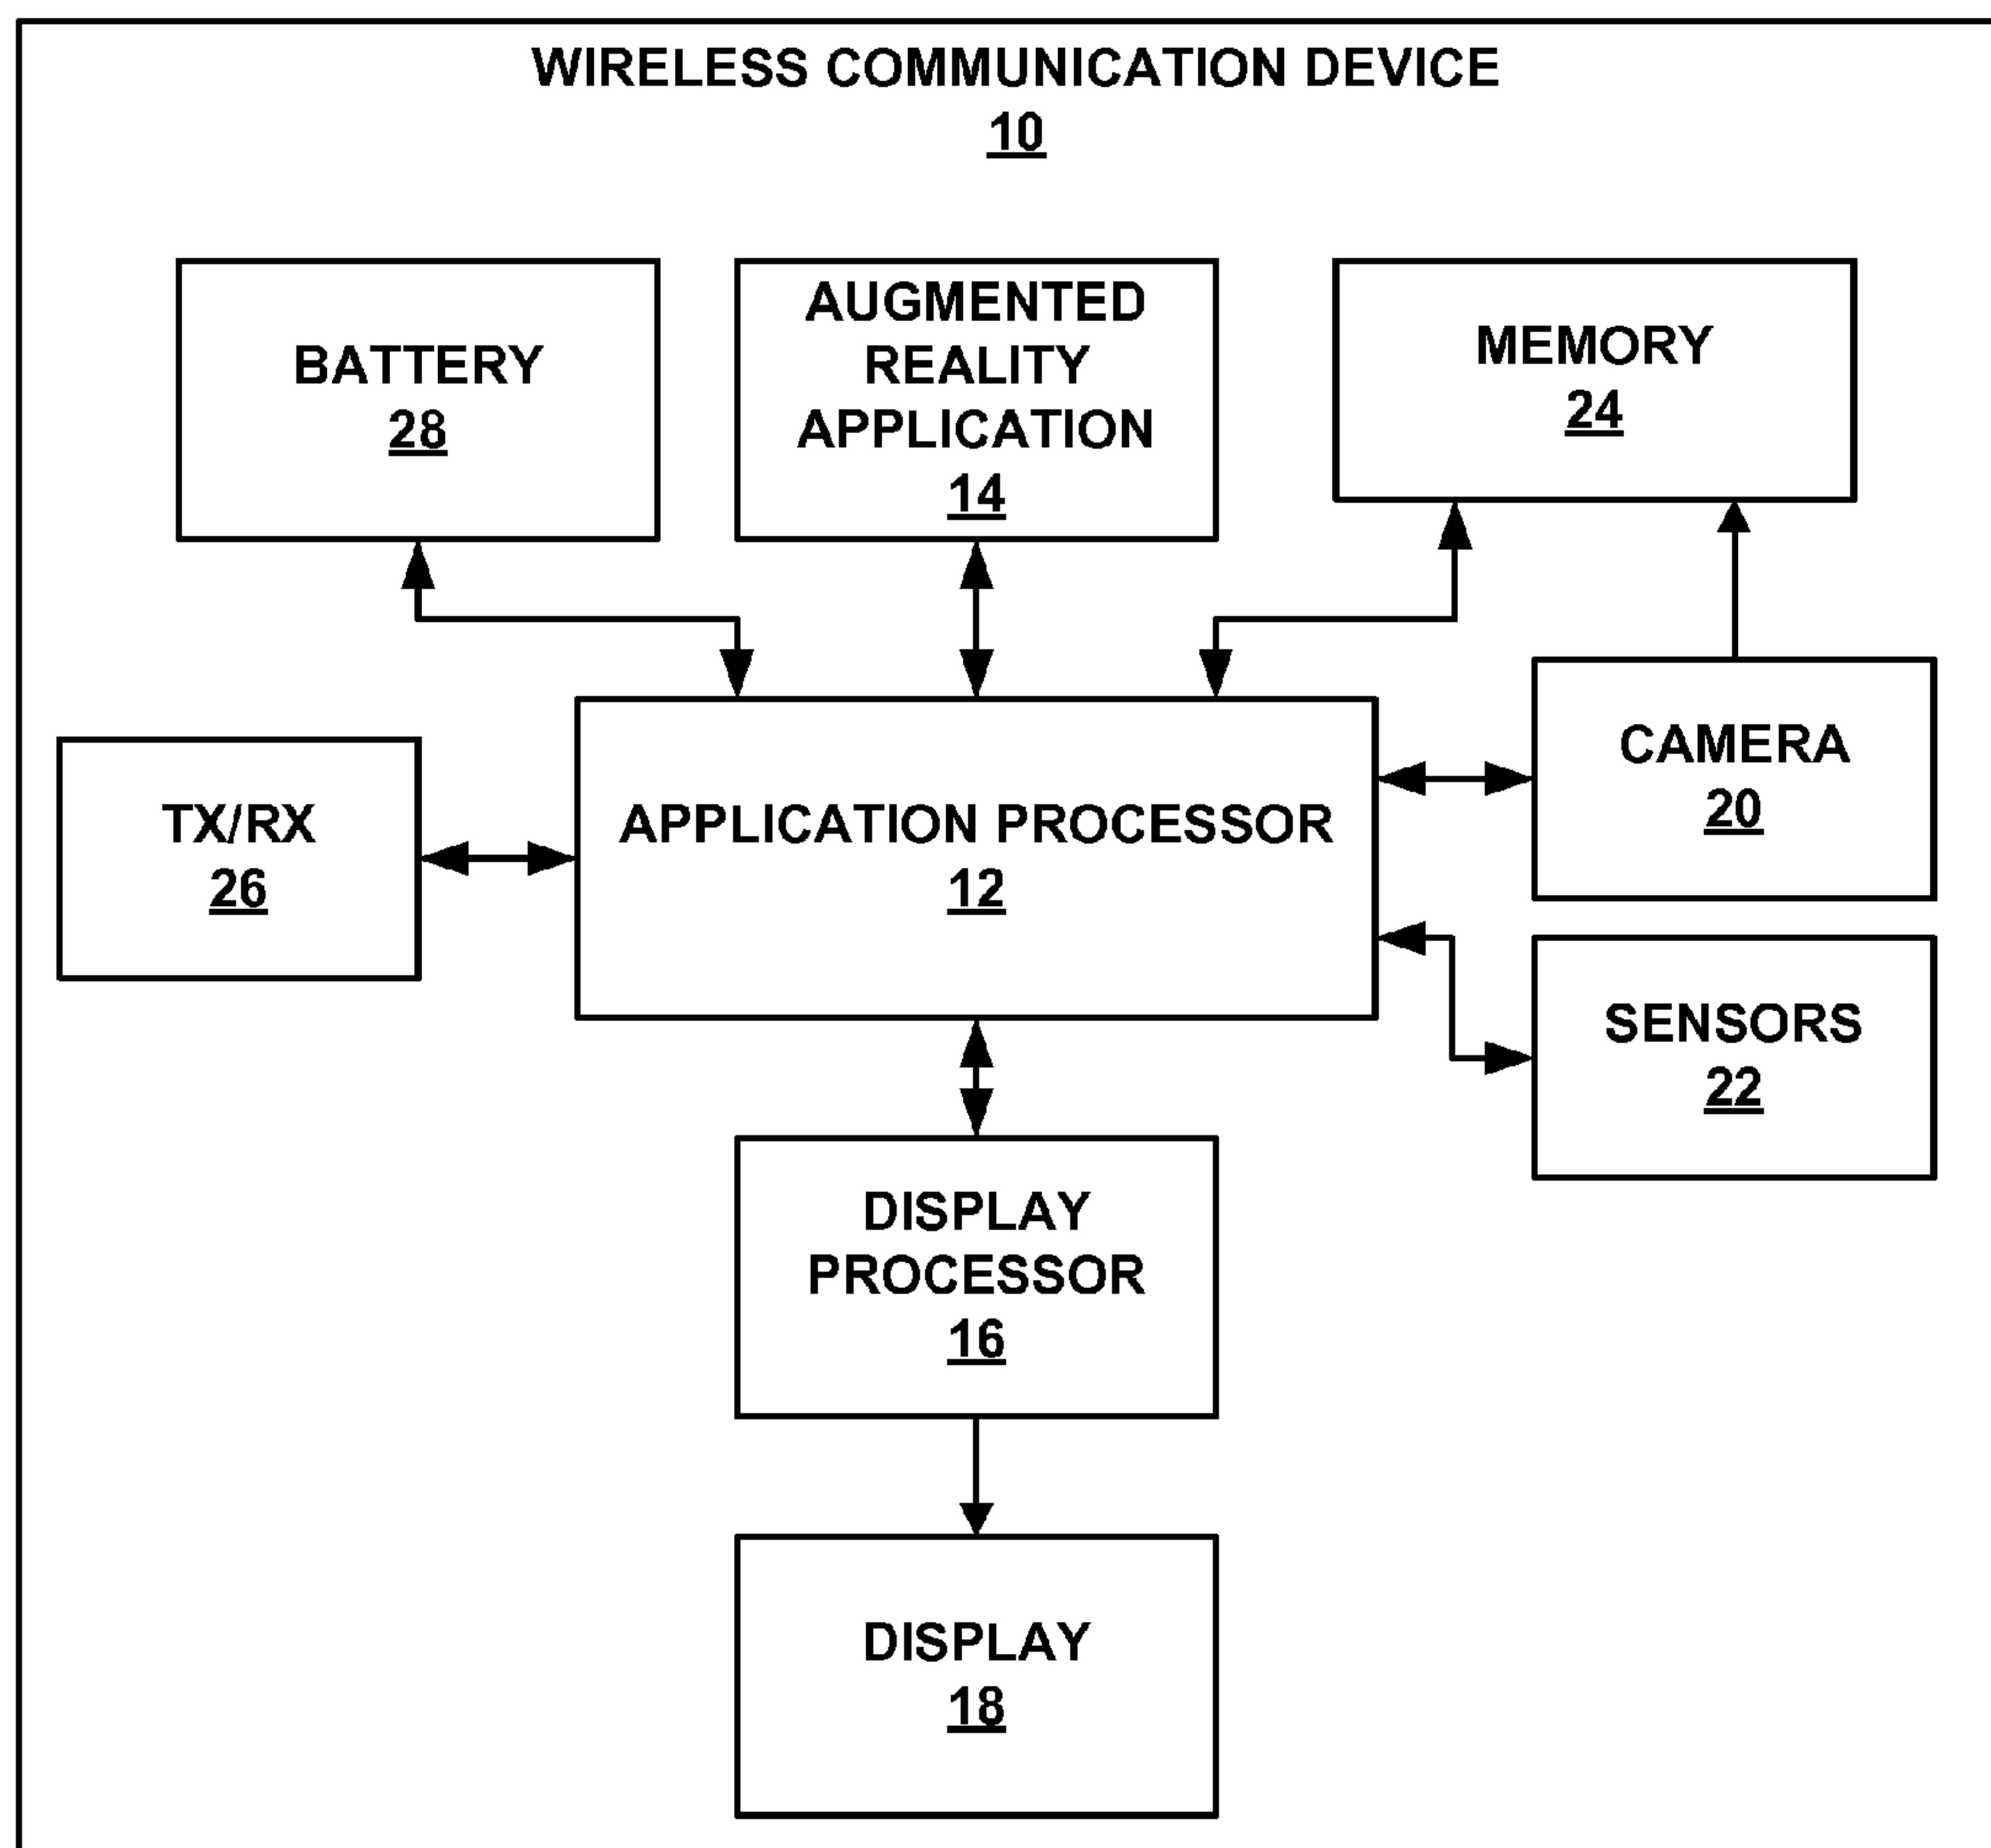 WIRELESS COMMUNICATION DEVICE
10
BATTERY
28
AUGMENTED
REALITY
APPLICATION
14
MEMORY
24
TX/RX
26
APPLICATION PROCESSOR
12
CAMERA
20
SENSORS
22
DISPLAY
PROCESSOR
16
DISPLAY
18